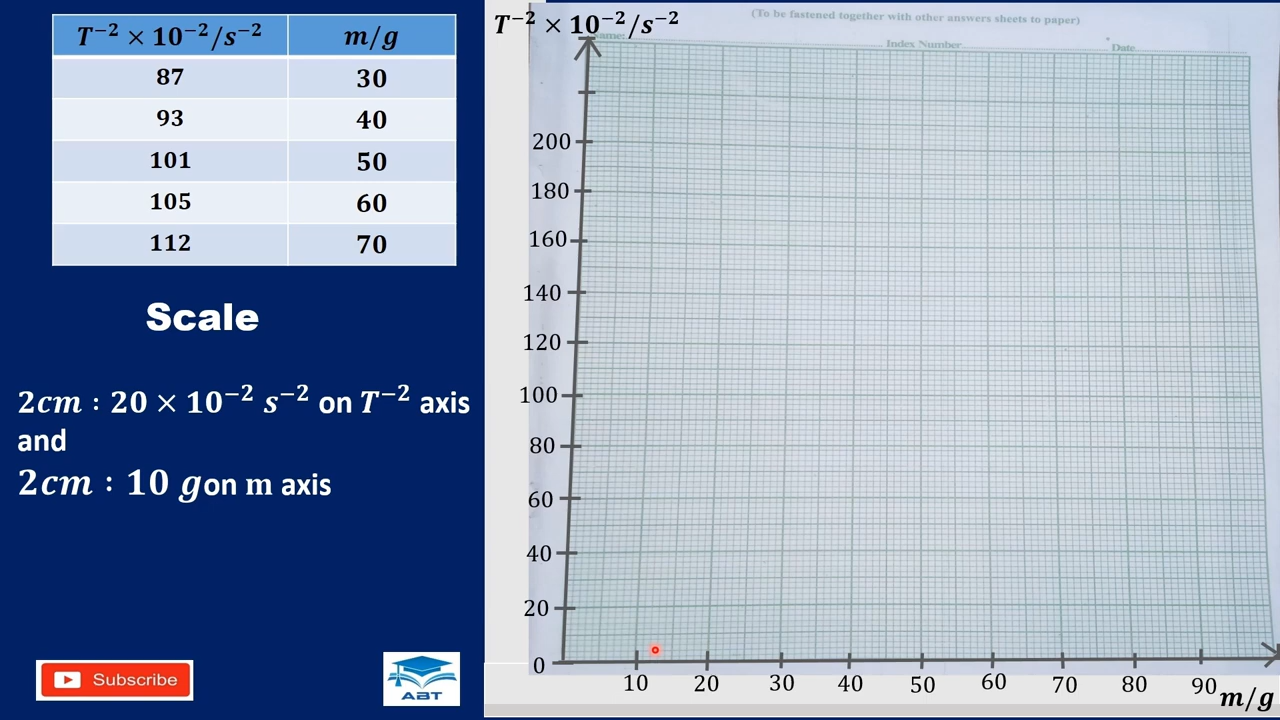 T⁻² × 10⁻²/s⁻² m/g
87 30
93 40
101 50
105 60
112 70
Scale
2cm : 20 × 10⁻² s⁻² on T⁻² axis
and
2cm : 10 g on m axis
Subscribe
ABT
T⁻² × 10⁻²/s⁻²
(To be fastened together with other answers sheets to paper)
Name: Index Number Date
200
180
160
140
120
100
80
60
40
20
0
10 20 30 40 50 60 70 80 90
m/g